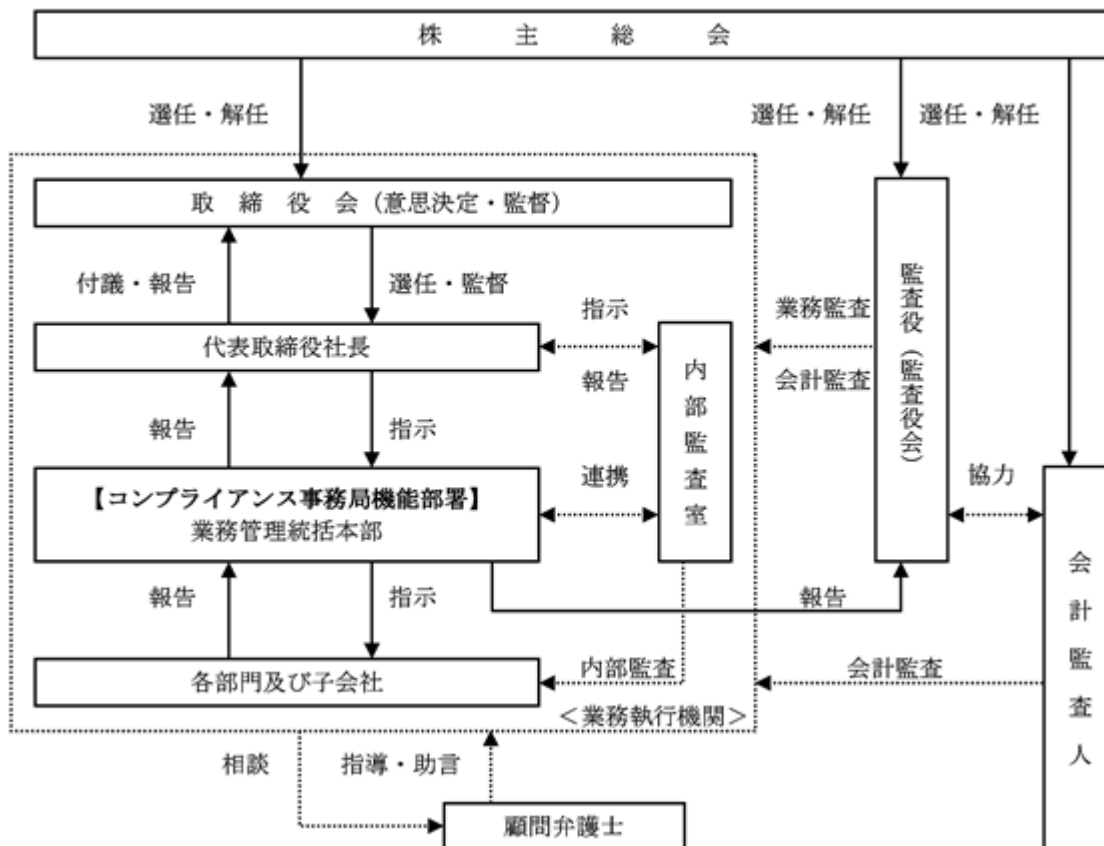 株主総会
選任・解任
選任・解任
選任・解任
取締役会（意思決定・監督）
付議・報告
選任・監督
代表取締役社長
指示
報告
内部監査室
業務監査
会計監査
監査役（監査役会）
報告
指示
連携
協力
【コンプライアンス事務局機能部署】
業務管理統括本部
報告
指示
報告
会計監査人
各部門及び子会社
内部監査
会計監査
＜業務執行機関＞
相談
指導・助言
顧問弁護士